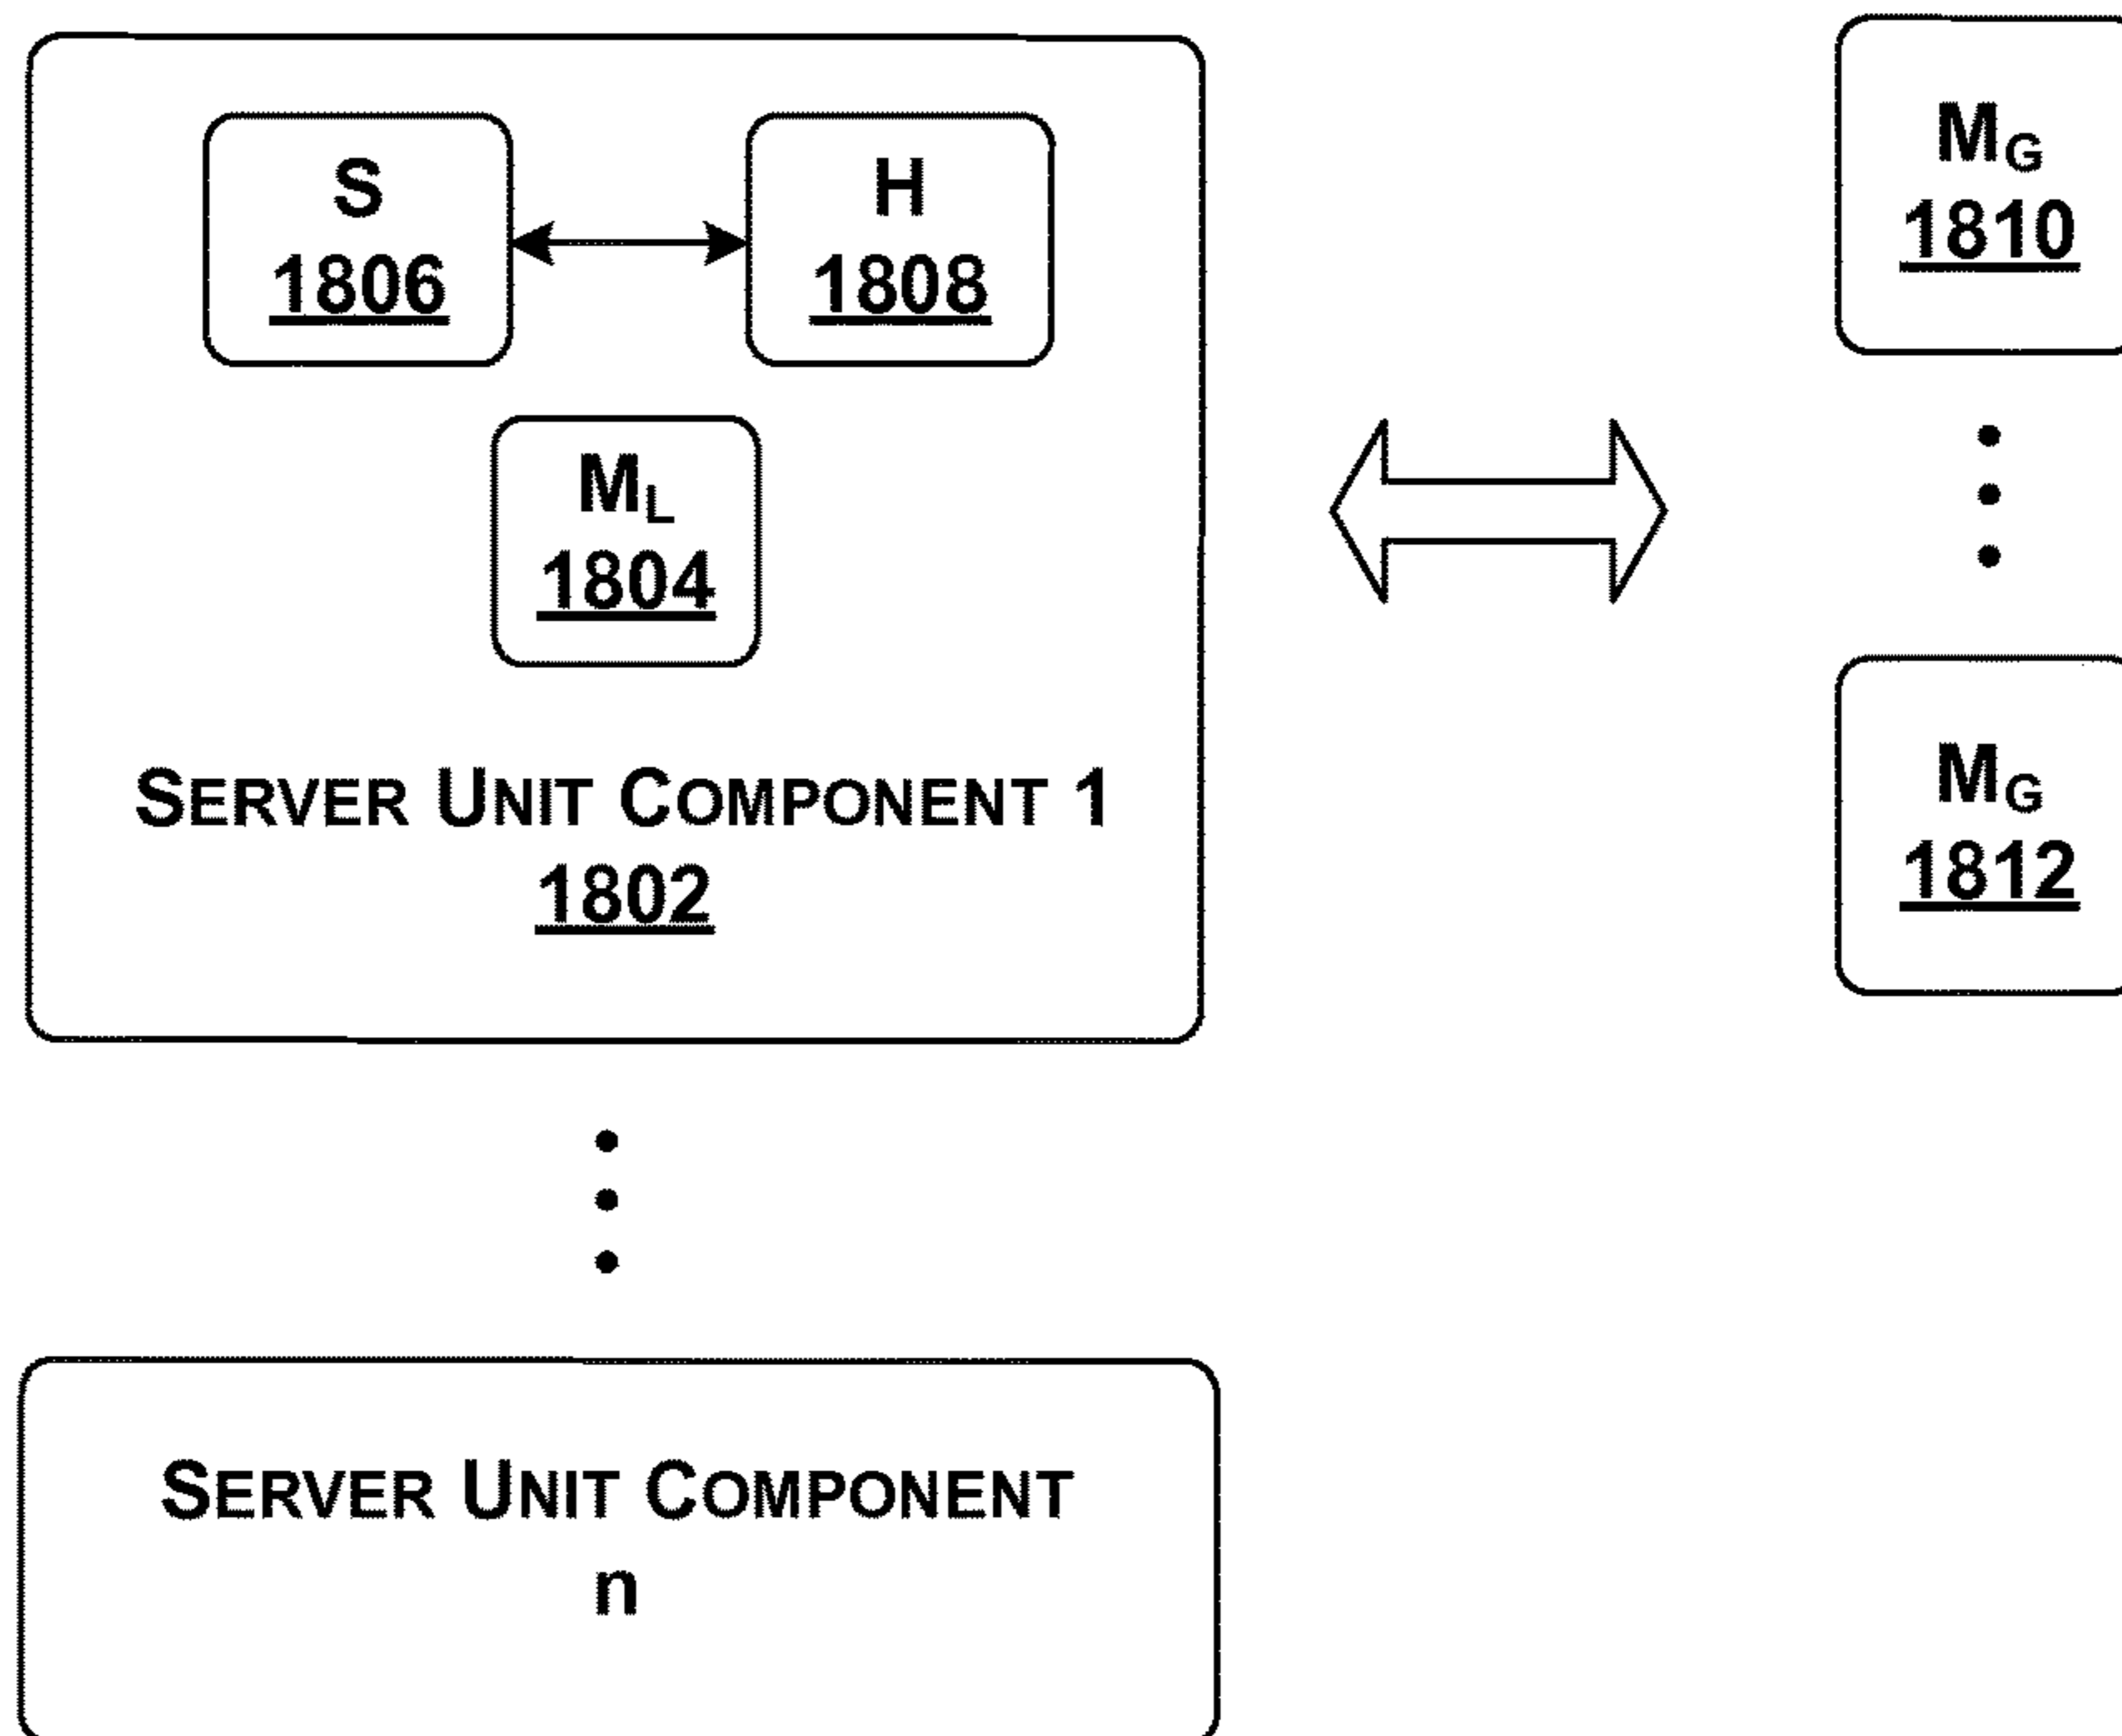 S
1806
H
1808
ML
1804
SERVER UNIT COMPONENT 1
1802
MG
1810
MG
1812
SERVER UNIT COMPONENT
n